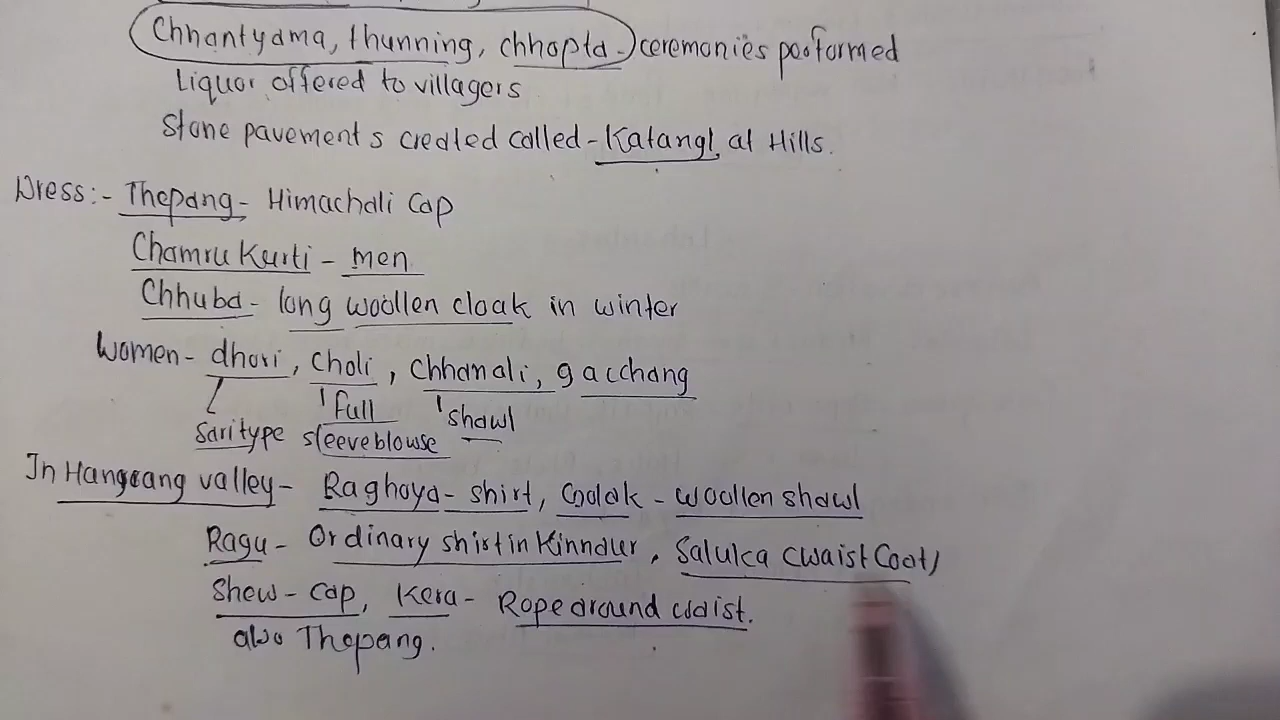 Chhantyama, thunning, chhopta - ceremonies performed
Liquor offered to villagers
Stone pavements created called - Katangl at Hills.
Dress:- Thepang - Himachali Cap
Chamru Kurti - men
Chhuba - long woollen cloak in winter
Women - dhori, Choli, Chhanali, gacchang
full shawl
Sari type sleeve blouse
In Hangrang valley - Raghoya - shirt, Coolak - woollen shawl
Ragu - Ordinary shirt in Kinnaur, Saluka (waist Coat)
Shew - cap, Kera - Rope around waist.
also Thepang.